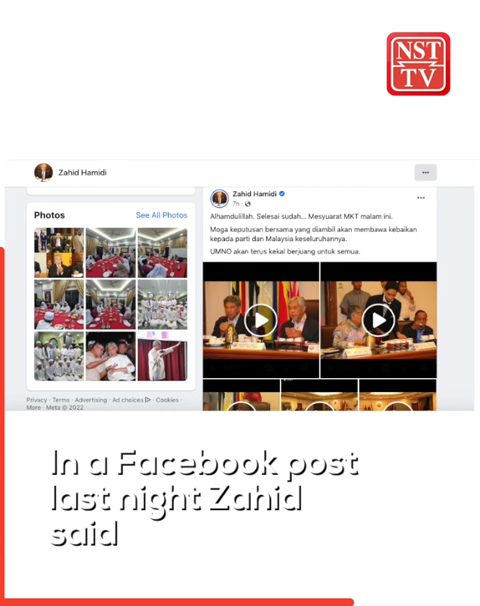 NST
TV
Zahid Hamidi
Photos
See All Photos
Zahid Hamidi
7h
Alhamdulillah. Selesai sudah... Mesyuarat MKT malam ini.
Moga keputusan bersama yang diambil akan membawa kebaikan
kepada parti dan Malaysia keseluruhannya.
UMNO akan terus kekal berjuang untuk semua.
Privacy · Terms · Advertising · Ad choices · Cookies ·
More · Meta © 2022
In a Facebook post
last night Zahid
said